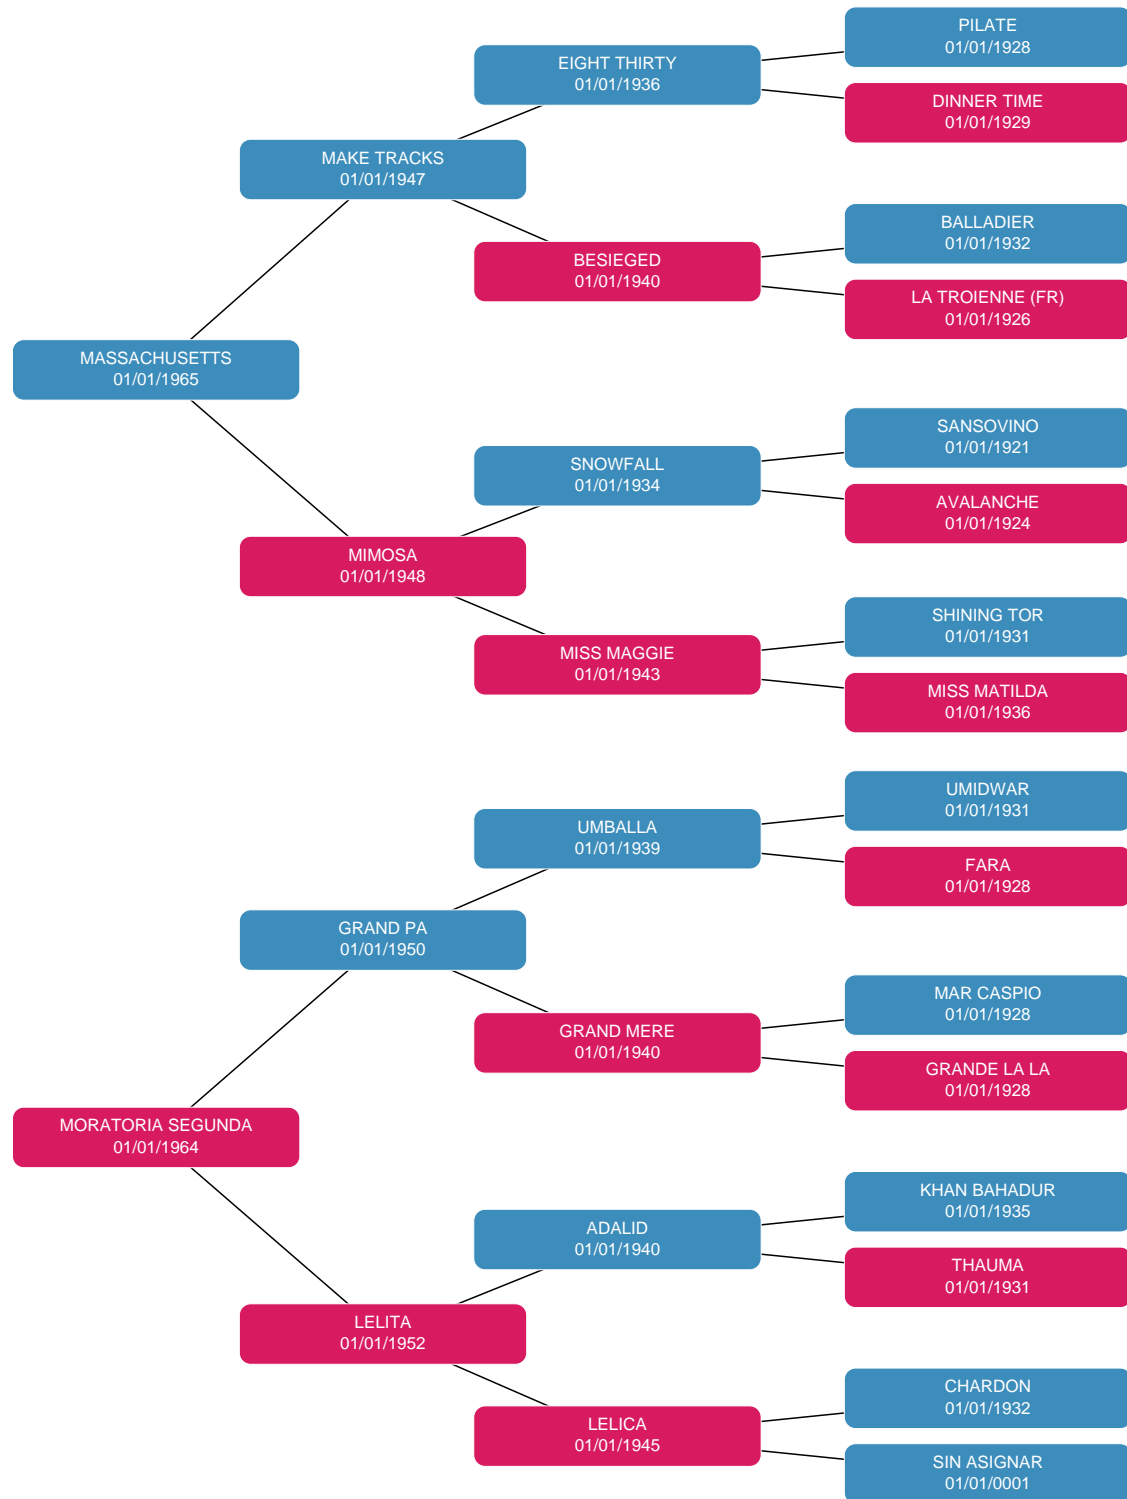 PILATE
01/01/1928
EIGHT THIRTY
01/01/1936
DINNER TIME
01/01/1929
MAKE TRACKS
01/01/1947
BALLADIER
01/01/1932
BESIEGED
01/01/1940
LA TROIENNE (FR)
01/01/1926
MASSACHUSETTS
01/01/1965
SANSOVINO
01/01/1921
SNOWFALL
01/01/1934
AVALANCHE
01/01/1924
MIMOSA
01/01/1948
SHINING TOR
01/01/1931
MISS MAGGIE
01/01/1943
MISS MATILDA
01/01/1936
UMIDWAR
01/01/1931
UMBALLA
01/01/1939
FARA
01/01/1928
GRAND PA
01/01/1950
MAR CASPIO
01/01/1928
GRAND MERE
01/01/1940
GRANDE LA LA
01/01/1928
MORATORIA SEGUNDA
01/01/1964
KHAN BAHADUR
01/01/1935
ADALID
01/01/1940
THAUMA
01/01/1931
LELITA
01/01/1952
CHARDON
01/01/1932
LELICA
01/01/1945
SIN ASIGNAR
01/01/0001